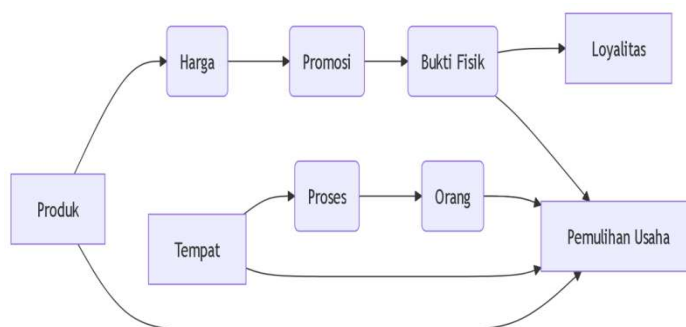 Harga
Promosi
Bukti Fisik
Loyalitas
Produk
Tempat
Proses
Orang
Pemulihan Usaha